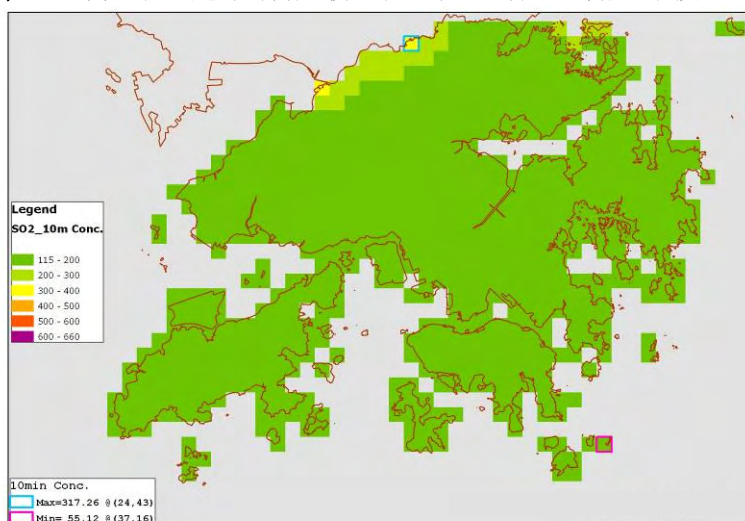 Legend
SO2_10m Conc.
115 - 200
200 - 300
300 - 400
400 - 500
500 - 600
600 - 660
10min Conc.
Max=317.26 @(24,43)
Min= 55.12 @(37,16)